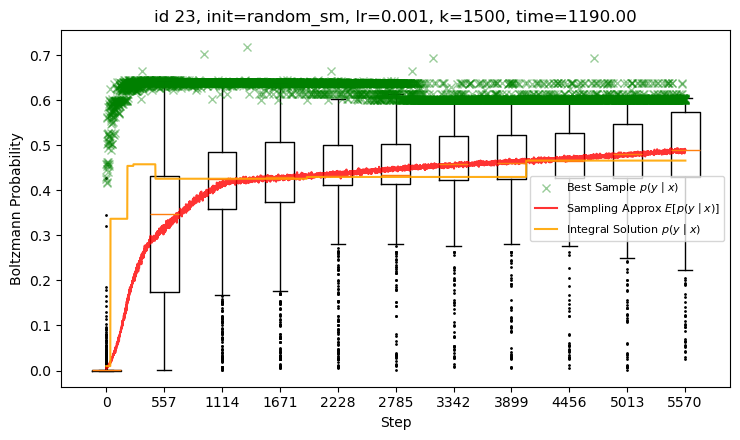 id 23, init=random_sm, lr=0.001, k=1500, time=1190.00
Boltzmann Probability
0.7
0.6
0.5
0.4
0.3
0.2
0.1
0.0
Best Sample p(y | x)
Sampling Approx E[p(y | x)]
Integral Solution p(y | x)
0 557 1114 1671 2228 2785 3342 3899 4456 5013 5570
Step